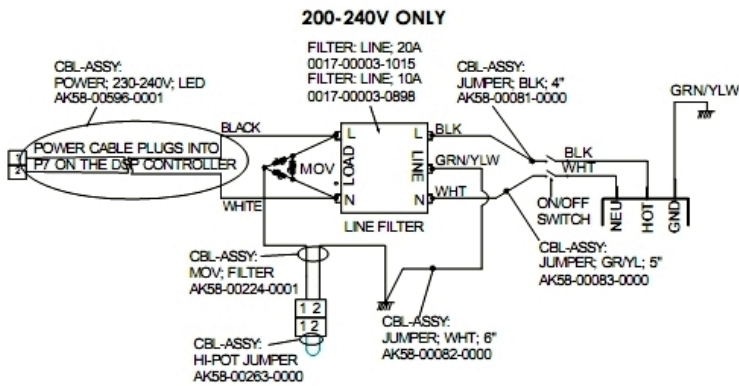 200-240V ONLY
FILTER: LINE; 20A
0017-00003-1015
FILTER: LINE; 10A
0017-00003-0898
CBL-ASSY:
POWER; 230-240V; LED
AK58-00596-0001
CBL-ASSY:
JUMPER; BLK; 4"
AK58-00081-0000
GRN/YLW
BLACK
POWER CABLE PLUGS INTO
P7 ON THE DSP CONTROLLER
1
2
L
L
LOAD
LINE
N
N
MOV
BLK
GRN/YLW
WHT
BLK
WHT
WHITE
LINE FILTER
ON/OFF
SWITCH
NEU
HOT
GND
CBL-ASSY:
MOV; FILTER
AK58-00224-0001
CBL-ASSY:
JUMPER; GR/YL; 5"
AK58-00083-0000
1 2
1 2
CBL-ASSY:
HI-POT JUMPER
AK58-00263-0000
CBL-ASSY:
JUMPER; WHT; 6"
AK58-00082-0000